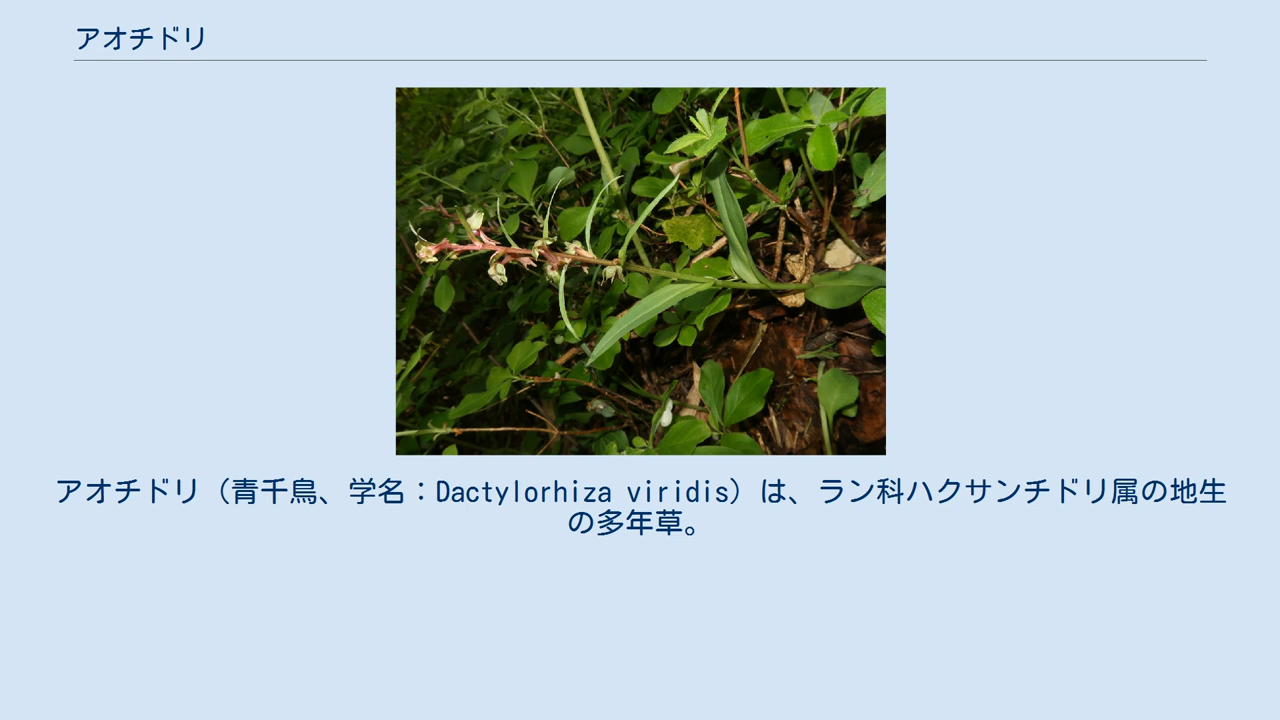 アオチドリ
アオチドリ（青千鳥、学名：Dactylorhiza viridis）は、ラン科ハクサンチドリ属の地生
の多年草。